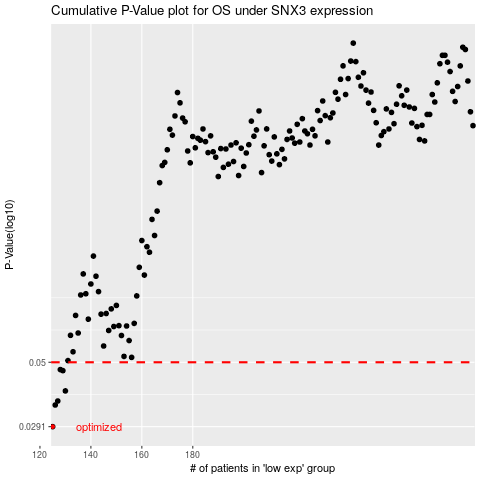 Cumulative P-Value plot for OS under SNX3 expression
P-Value(log10)
0.05
0.0291
optimized
120 140 160 180
# of patients in 'low exp' group